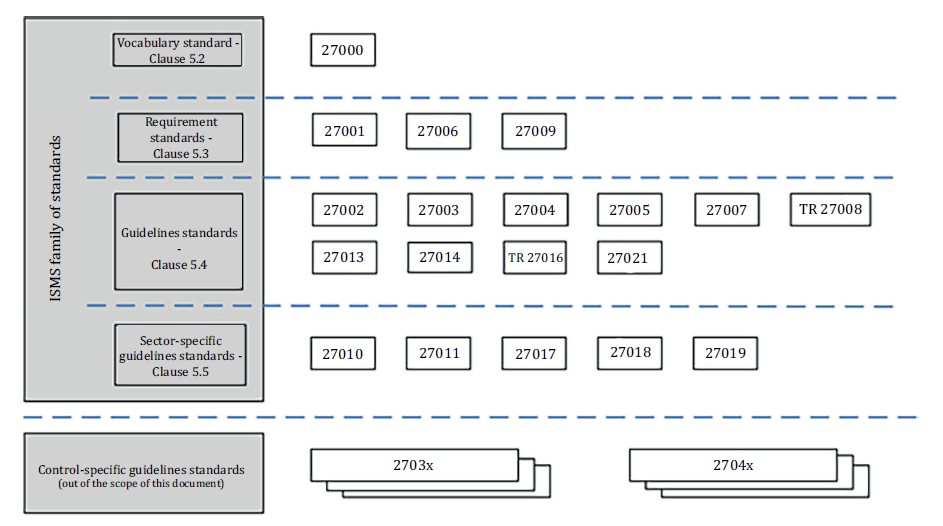 ISMS family of standards
Vocabulary standard -
Clause 5.2
27000
Requirement
standards -
Clause 5.3
27001
27006
27009
Guidelines standards
-
Clause 5.4
27002
27003
27004
27005
27007
TR 27008
27013
27014
TR 27016
27021
Sector-specific
guidelines standards -
Clause 5.5
27010
27011
27017
27018
27019
Control-specific guidelines standards
(out of the scope of this document)
2703x
2704x